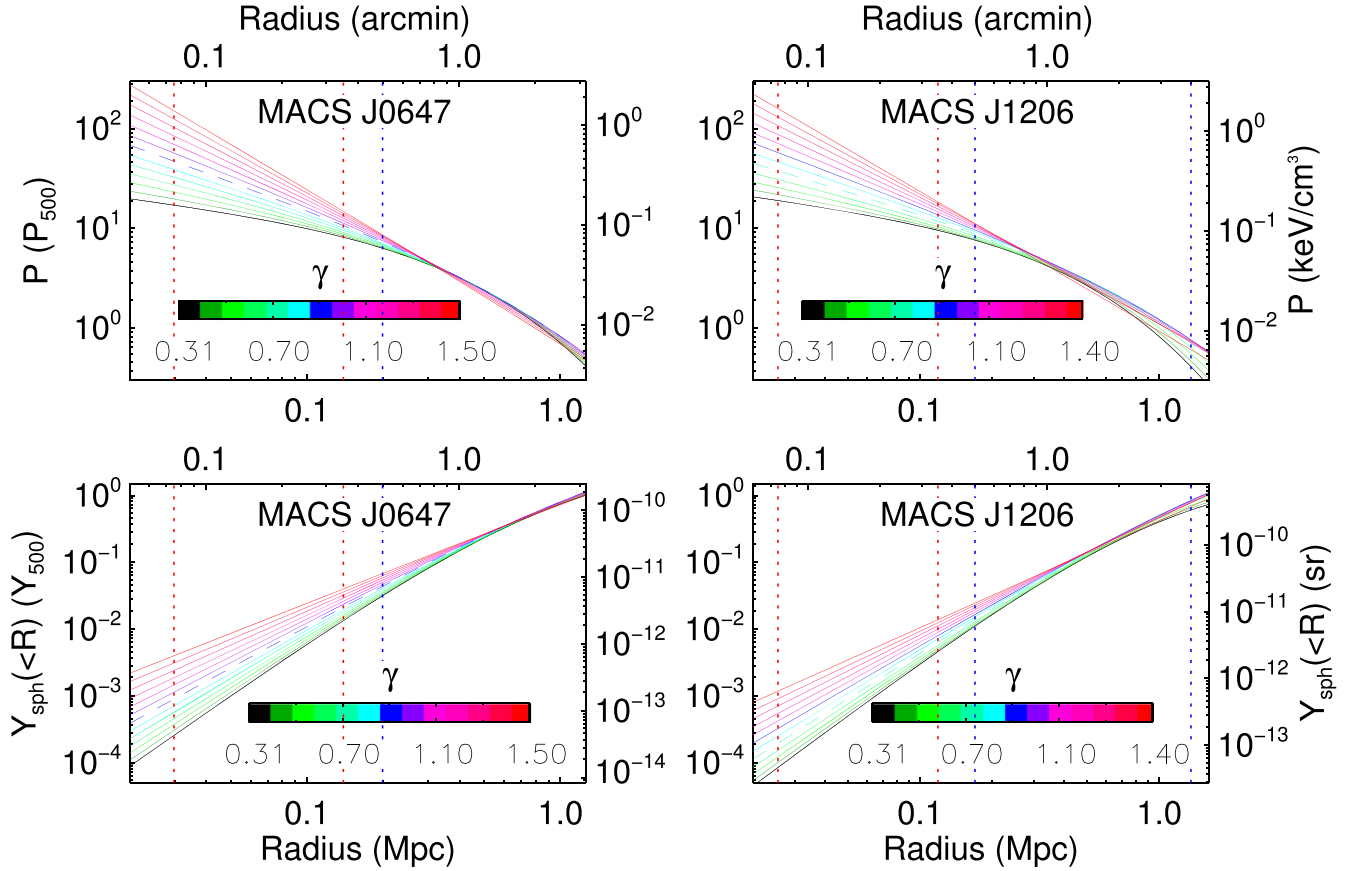 Radius (arcmin)
Radius (arcmin)
0.1 1.0
0.1 1.0
MACS J0647
MACS J1206
10² 10¹ 10⁰
P (P₅₀₀)
10⁰ 10⁻¹ 10⁻²
10² 10¹ 10⁰
10⁰ 10⁻¹ 10⁻²
P (keV/cm³)
γ
0.31 0.70 1.10 1.50
γ
0.31 0.70 1.10 1.40
0.1 1.0
0.1 1.0
0.1 1.0
0.1 1.0
MACS J0647
MACS J1206
10⁰ 10⁻¹ 10⁻² 10⁻³ 10⁻⁴
Y_sph(<R) (Y₅₀₀)
10⁻¹⁰ 10⁻¹¹ 10⁻¹² 10⁻¹³ 10⁻¹⁴
10⁰ 10⁻¹ 10⁻² 10⁻³ 10⁻⁴
10⁻¹⁰ 10⁻¹¹ 10⁻¹² 10⁻¹³
Y_sph(<R) (sr)
γ
0.31 0.70 1.10 1.50
γ
0.31 0.70 1.10 1.40
0.1 1.0
0.1 1.0
Radius (Mpc)
Radius (Mpc)